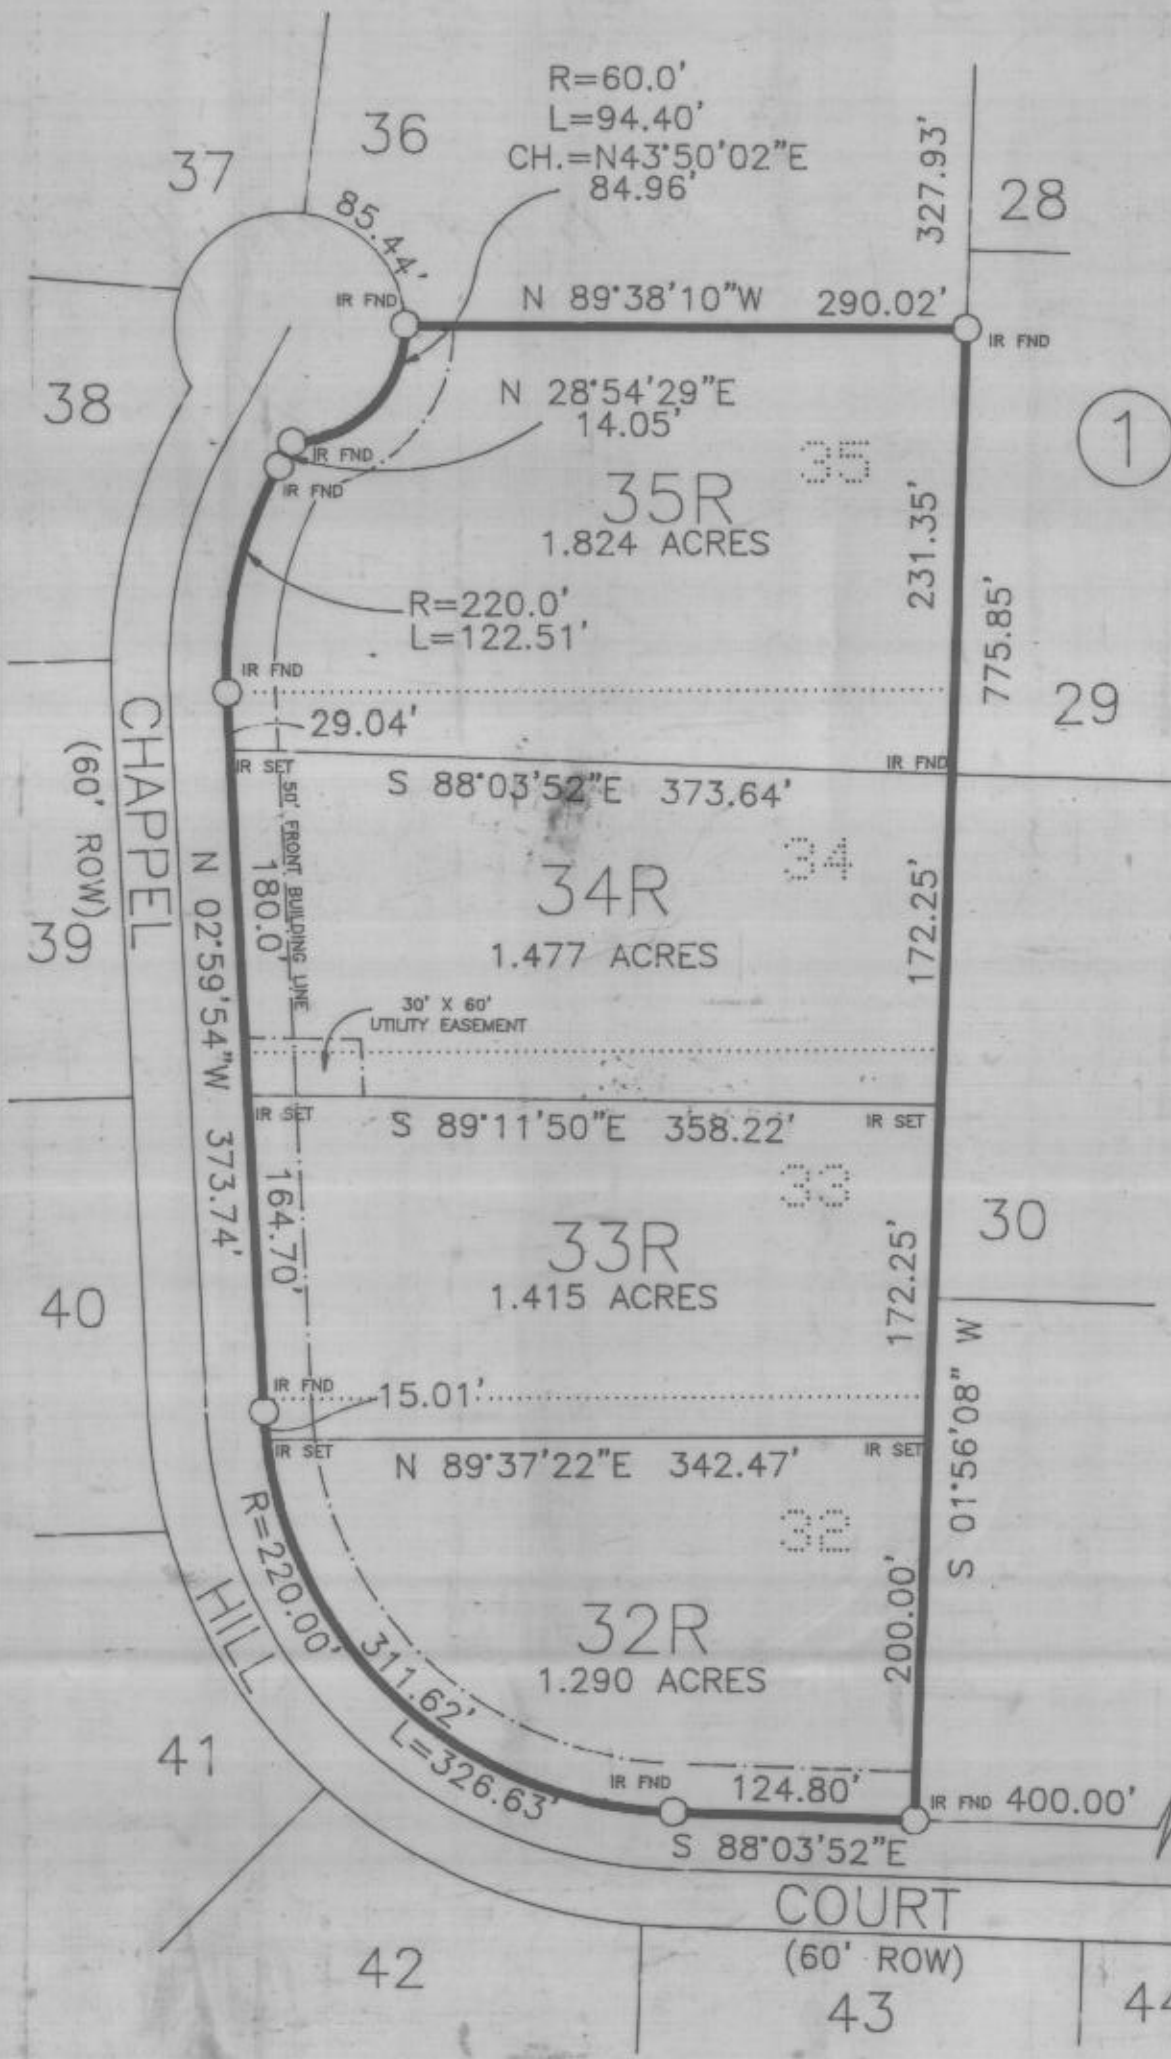 R=60.0'
L=94.40'
CH.=N43°50'02"E
84.96'
36
37
85.44'
327.93'
28
IR FND
N 89°38'10"W 290.02'
IR FND
38
N 28°54'29"E
14.05'
IR FND
IR FND
35
35R
1.824 ACRES
231.35'
1
R=220.0'
L=122.51'
775.85'
IR FND
29
29.04'
IR SET
IR FND
S 88°03'52"E 373.64'
CHAPPEL
(60' ROW)
50' FRONT BUILDING LINE
180.0'
34
34R
1.477 ACRES
172.25'
39
N 02°59'54"W 373.74'
30' X 60'
UTILITY EASEMENT
IR SET
S 89°11'50"E 358.22'
IR SET
33
33R
1.415 ACRES
164.70'
172.25'
30
40
IR FND
15.01'
IR SET
N 89°37'22"E 342.47'
IR SET
S 01°56'08" W
32
32R
1.290 ACRES
200.00'
R=220.00'
HILL
311.62'
L=326.63'
41
IR FND
124.80'
IR FND
400.00'
S 88°03'52"E
COURT
(60' ROW)
42
43
44